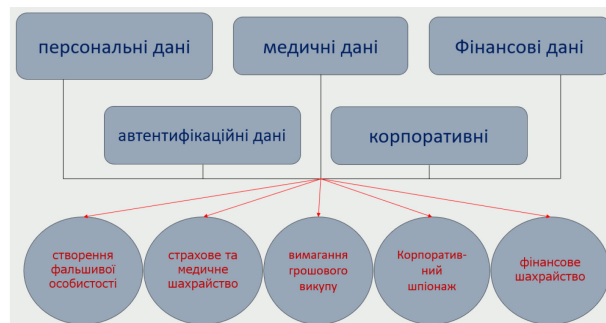 персональні дані
медичні дані
Фінансові дані
автентифікаційні дані
корпоративні
створення
фальшивої
особистості
страхове та
медичне
шахрайство
вимагання
грошового
викупу
Корпоратив-
ний
шпіонаж
фінансове
шахрайство